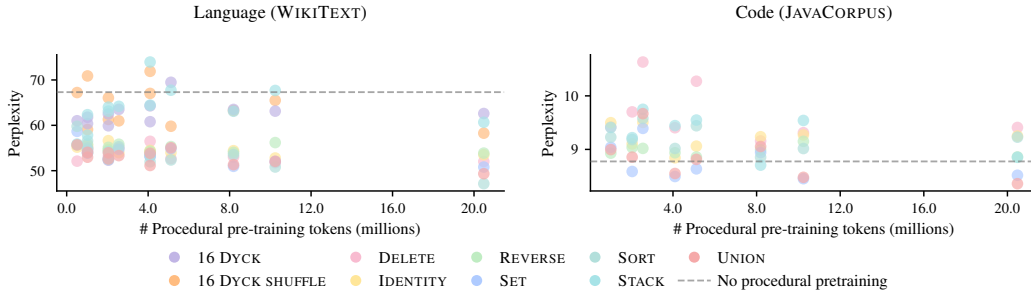 Language (WIKITEXT)
Code (JAVACORPUS)
Perplexity
70
60
50
0.0 4.0 8.0 12.0 16.0 20.0
# Procedural pre-training tokens (millions)
Perplexity
10
9
4.0 8.0 12.0 16.0 20.0
# Procedural pre-training tokens (millions)
16 DYCK DELETE REVERSE SORT UNION
16 DYCK SHUFFLE IDENTITY SET STACK No procedural pretraining